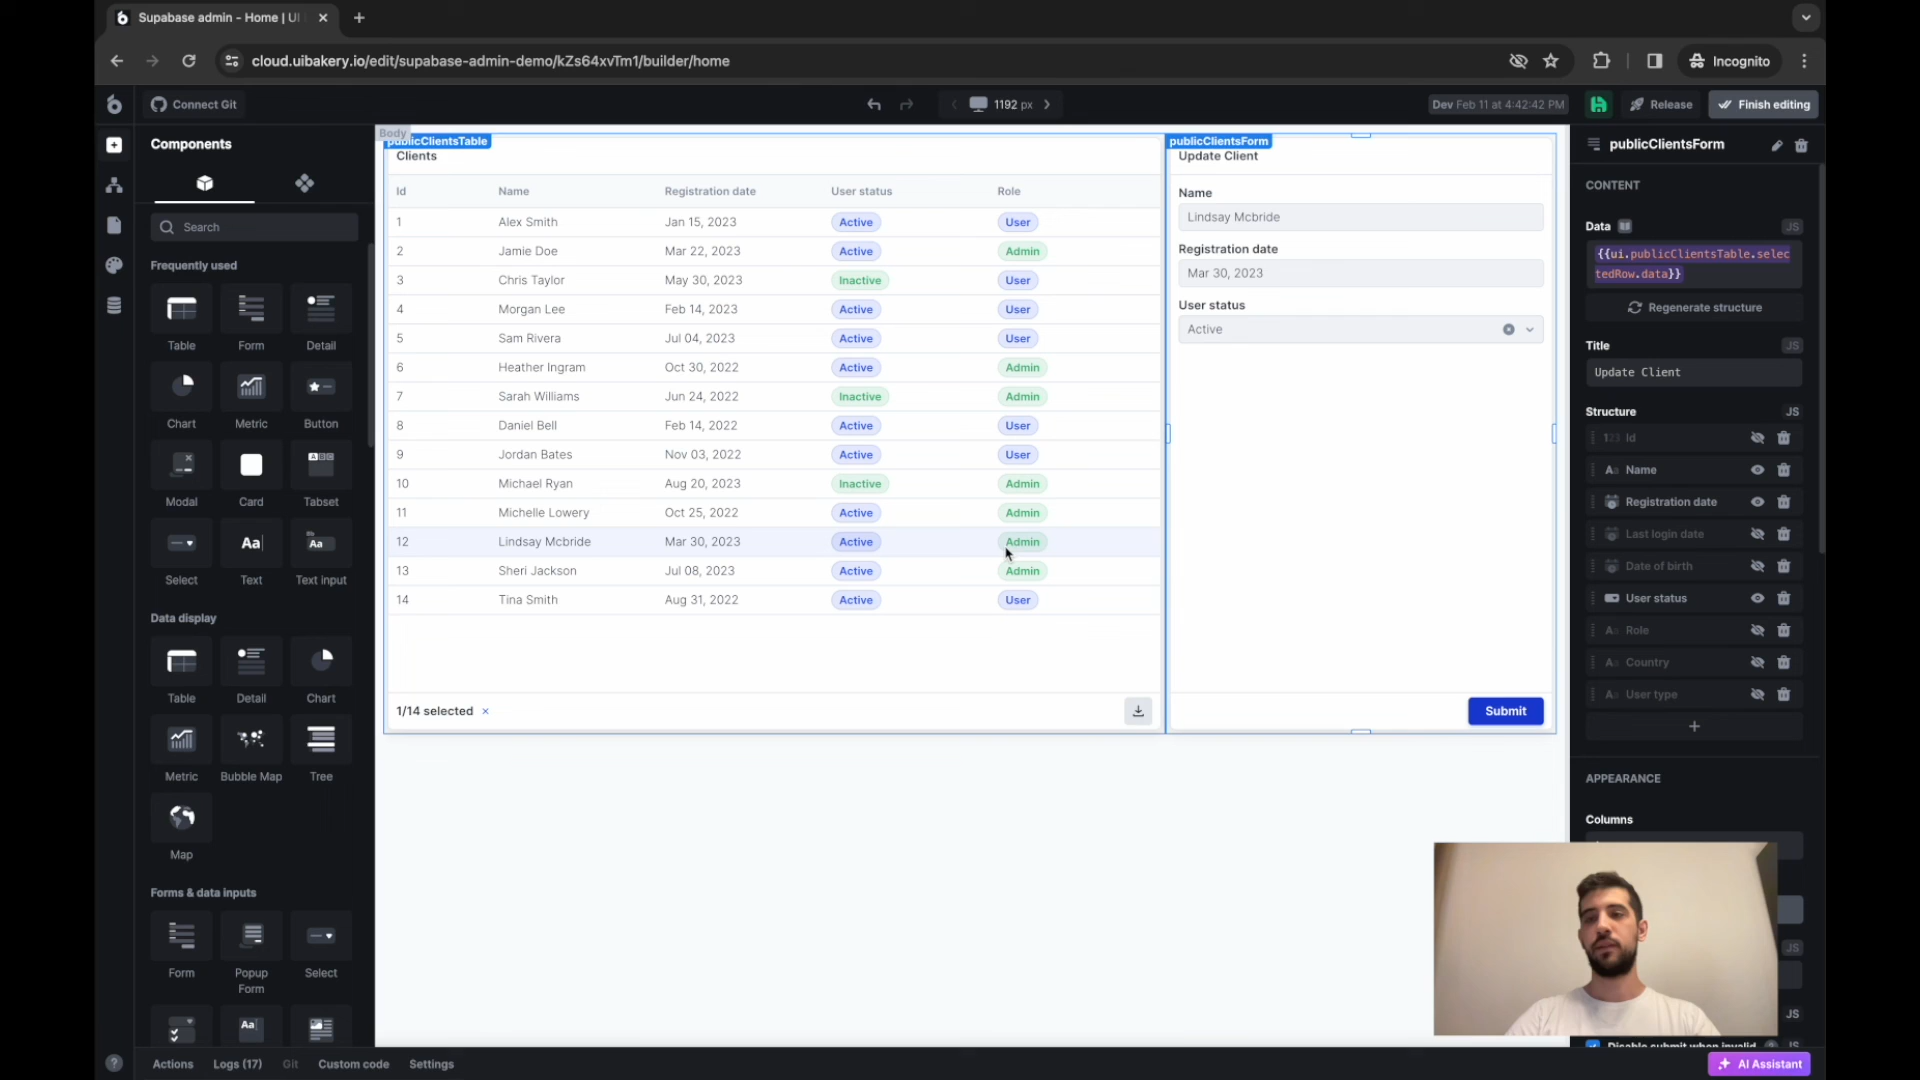 Supabase admin - Home | UI
cloud.uibakery.io/edit/supabase-admin-demo/kZs64xvTm1/builder/home
Incognito
Connect Git
1192 px
Dev Feb 11 at 4:42:42 PM
Release
Finish editing
Components
Search
Frequently used
Table
Form
Detail
Chart
Metric
Button
Modal
Card
Tabset
Select
Text
Text input
Data display
Table
Detail
Chart
Metric
Bubble Map
Tree
Map
Forms & data inputs
Form
Popup
Form
Select
Body
publicClientsTable
Clients
Id Name Registration date User status Role
1 Alex Smith Jan 15, 2023 Active User
2 Jamie Doe Mar 22, 2023 Active Admin
3 Chris Taylor May 30, 2023 Inactive User
4 Morgan Lee Feb 14, 2023 Active User
5 Sam Rivera Jul 04, 2023 Active User
6 Heather Ingram Oct 30, 2022 Active Admin
7 Sarah Williams Jun 24, 2022 Inactive Admin
8 Daniel Bell Feb 14, 2022 Active User
9 Jordan Bates Nov 03, 2022 Active User
10 Michael Ryan Aug 20, 2023 Inactive Admin
11 Michelle Lowery Oct 25, 2022 Active Admin
12 Lindsay Mcbride Mar 30, 2023 Active Admin
13 Sheri Jackson Jul 08, 2023 Active Admin
14 Tina Smith Aug 31, 2022 Active User
1/14 selected
publicClientsForm
Update Client
Name
Lindsay Mcbride
Registration date
Mar 30, 2023
User status
Active
Submit
publicClientsForm
CONTENT
Data JS
{{ui.publicClientsTable.selec
tedRow.data}}
Regenerate structure
Title JS
Update Client
Structure JS
123 Id
Aa Name
Registration date
Last login date
Date of birth
User status
Aa Role
Aa Country
Aa User type
APPEARANCE
Columns
JS
JS
Disable submit when invalid JS
Actions
Logs (17)
Git
Custom code
Settings
AI Assistant